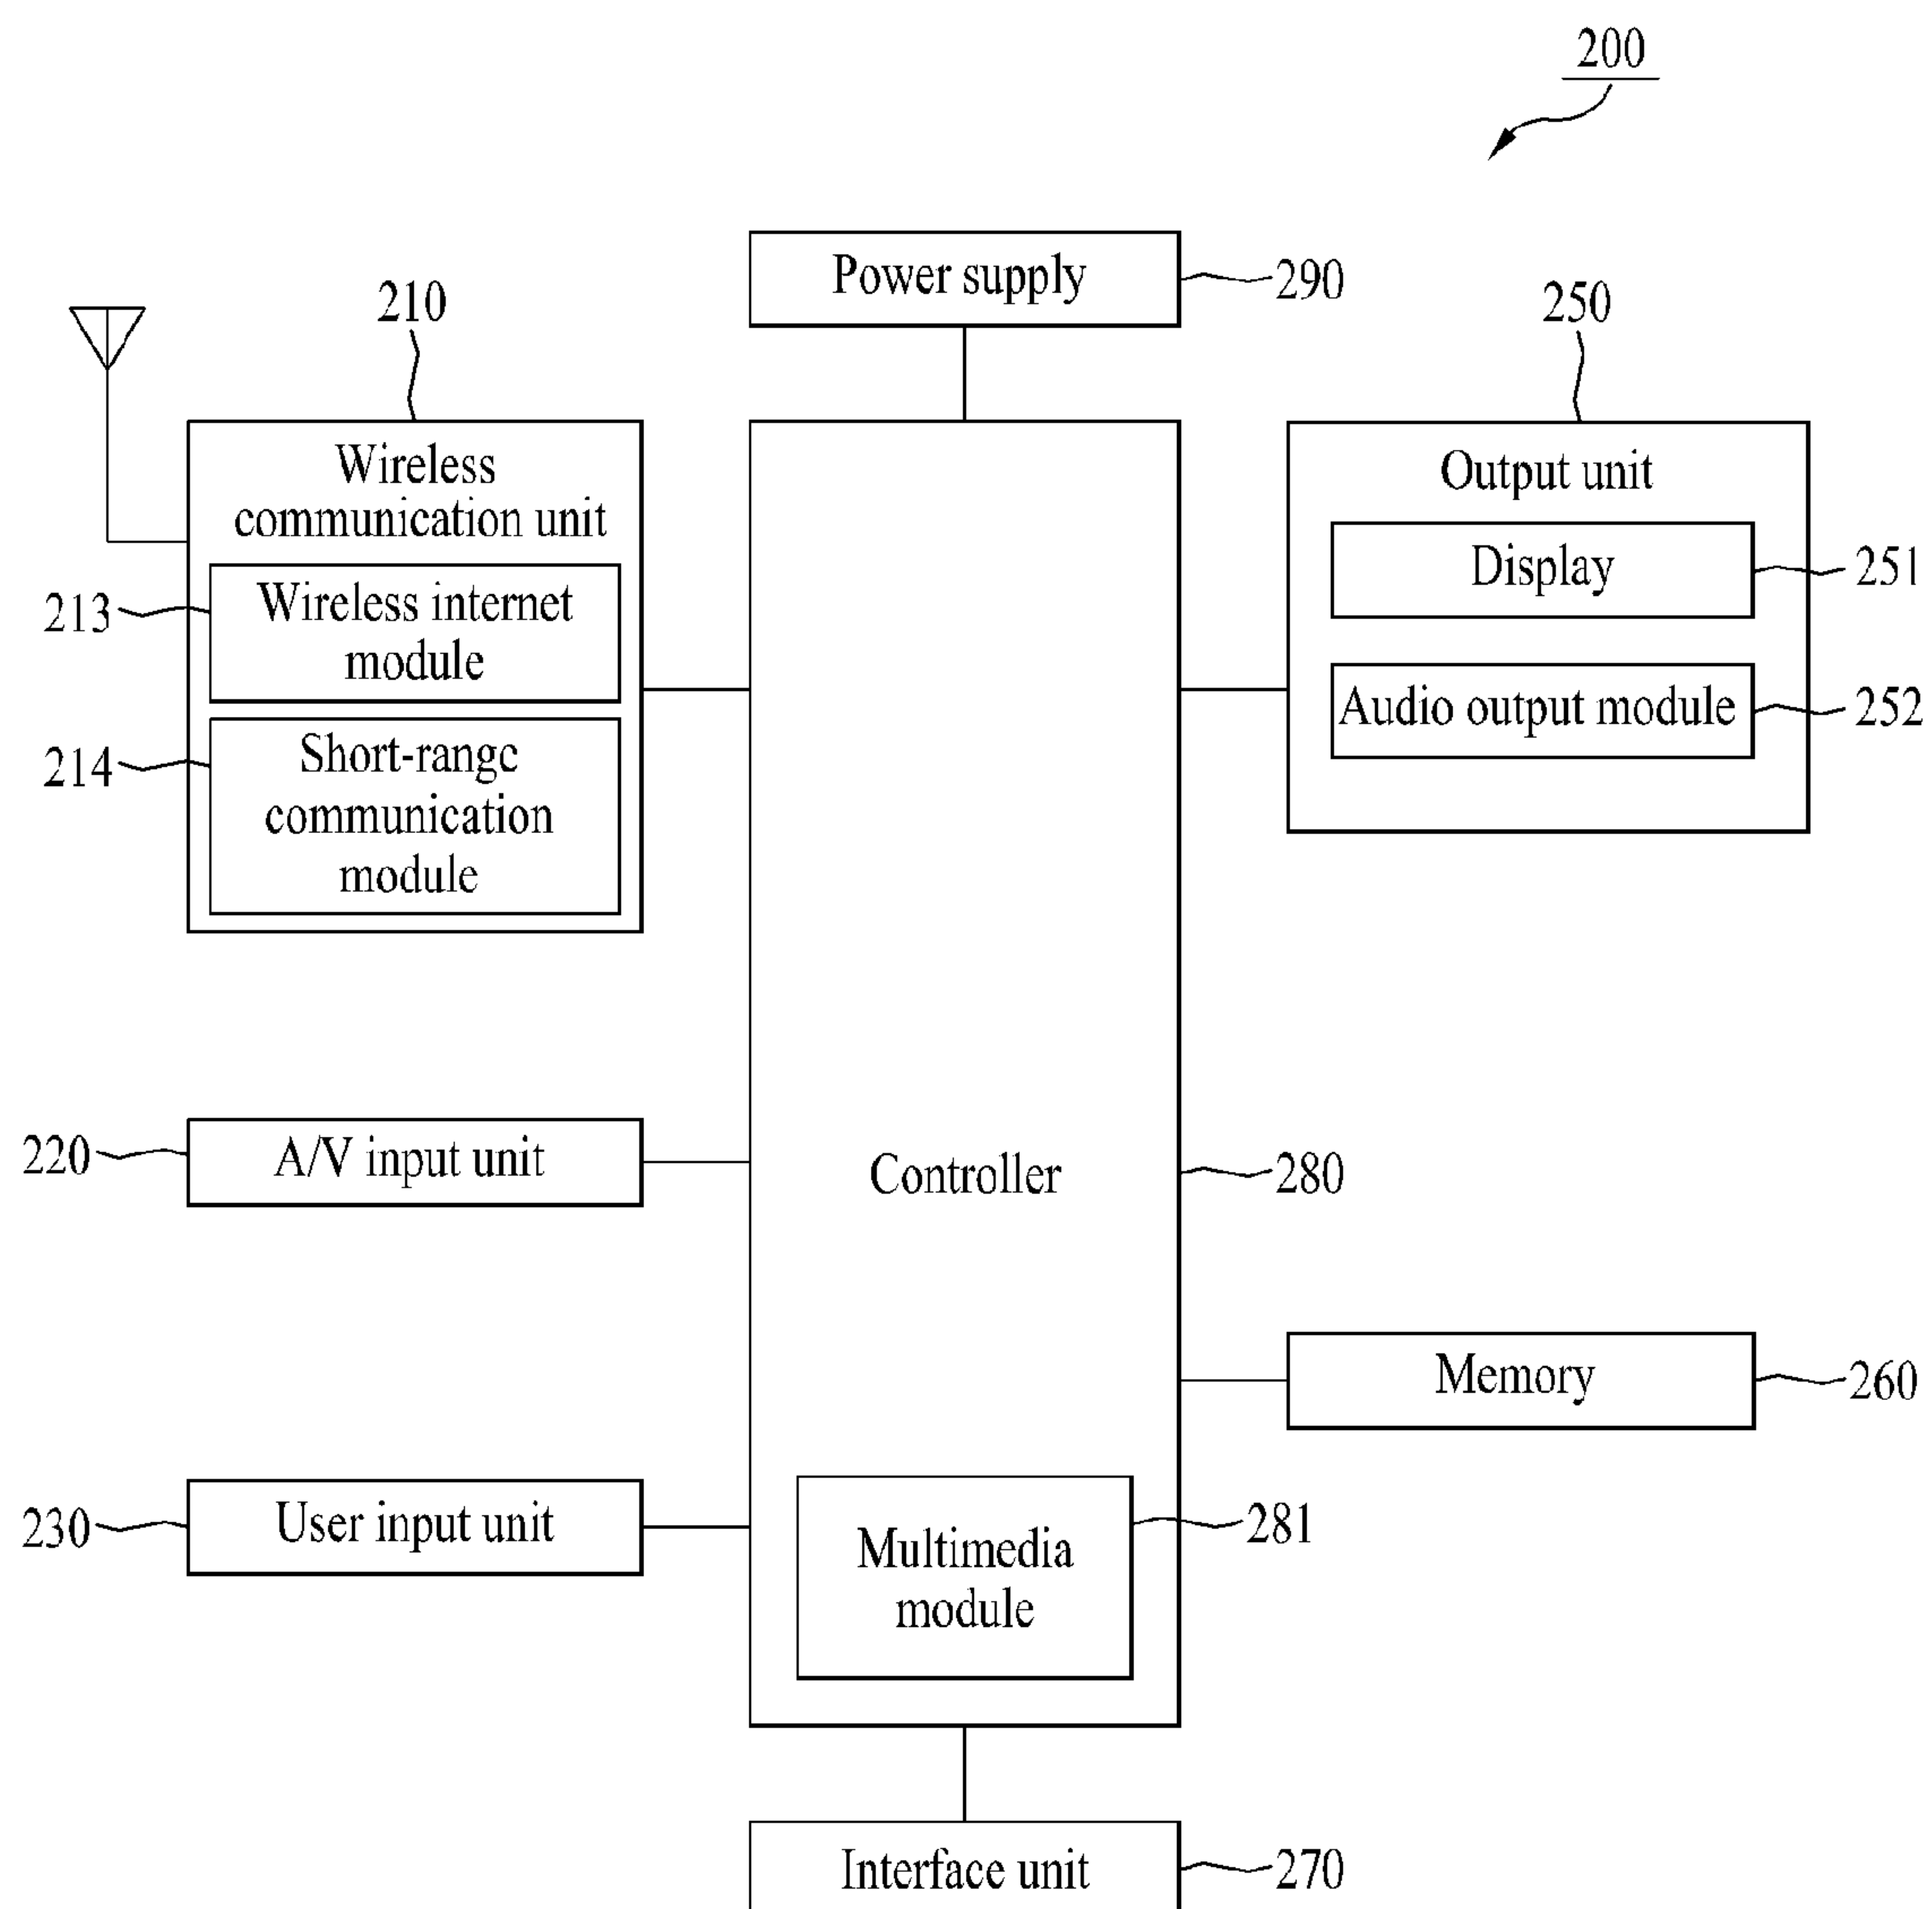 200
Power supply
290
210
250
Wireless
communication unit
213
Wireless internet
module
214
Short-range
communication
module
Output unit
Display
251
Audio output module
252
220
A/V input unit
Controller
280
Memory
260
230
User input unit
Multimedia
module
281
Interface unit
270